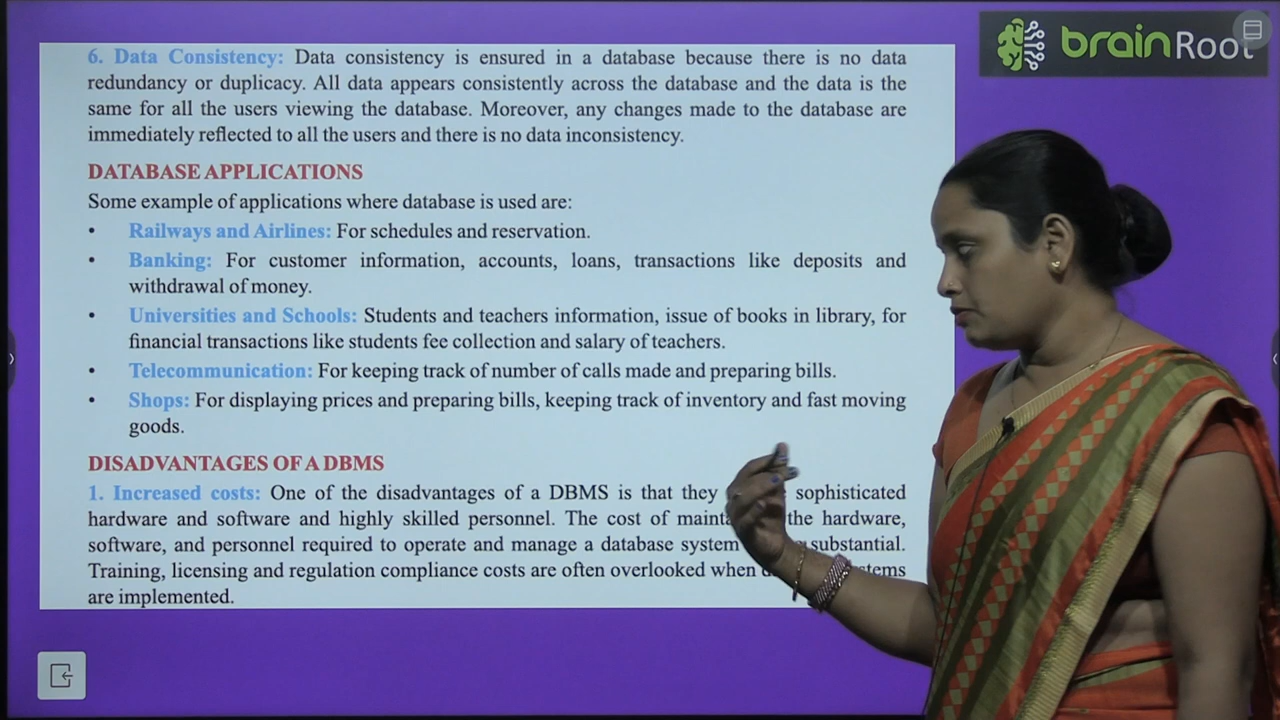 brainRoot
6. Data Consistency: Data consistency is ensured in a database because there is no data
redundancy or duplicacy. All data appears consistently across the database and the data is the
same for all the users viewing the database. Moreover, any changes made to the database are
immediately reflected to all the users and there is no data inconsistency.
DATABASE APPLICATIONS
Some example of applications where database is used are:
• Railways and Airlines: For schedules and reservation.
• Banking: For customer information, accounts, loans, transactions like deposits and
withdrawal of money.
• Universities and Schools: Students and teachers information, issue of books in library, for
financial transactions like students fee collection and salary of teachers.
• Telecommunication: For keeping track of number of calls made and preparing bills.
• Shops: For displaying prices and preparing bills, keeping track of inventory and fast moving
goods.
DISADVANTAGES OF A DBMS
1. Increased costs: One of the disadvantages of a DBMS is that they sophisticated
hardware and software and highly skilled personnel. The cost of the hardware,
software, and personnel required to operate and manage a database system substantial.
Training, licensing and regulation compliance costs are often overlooked when
are implemented.